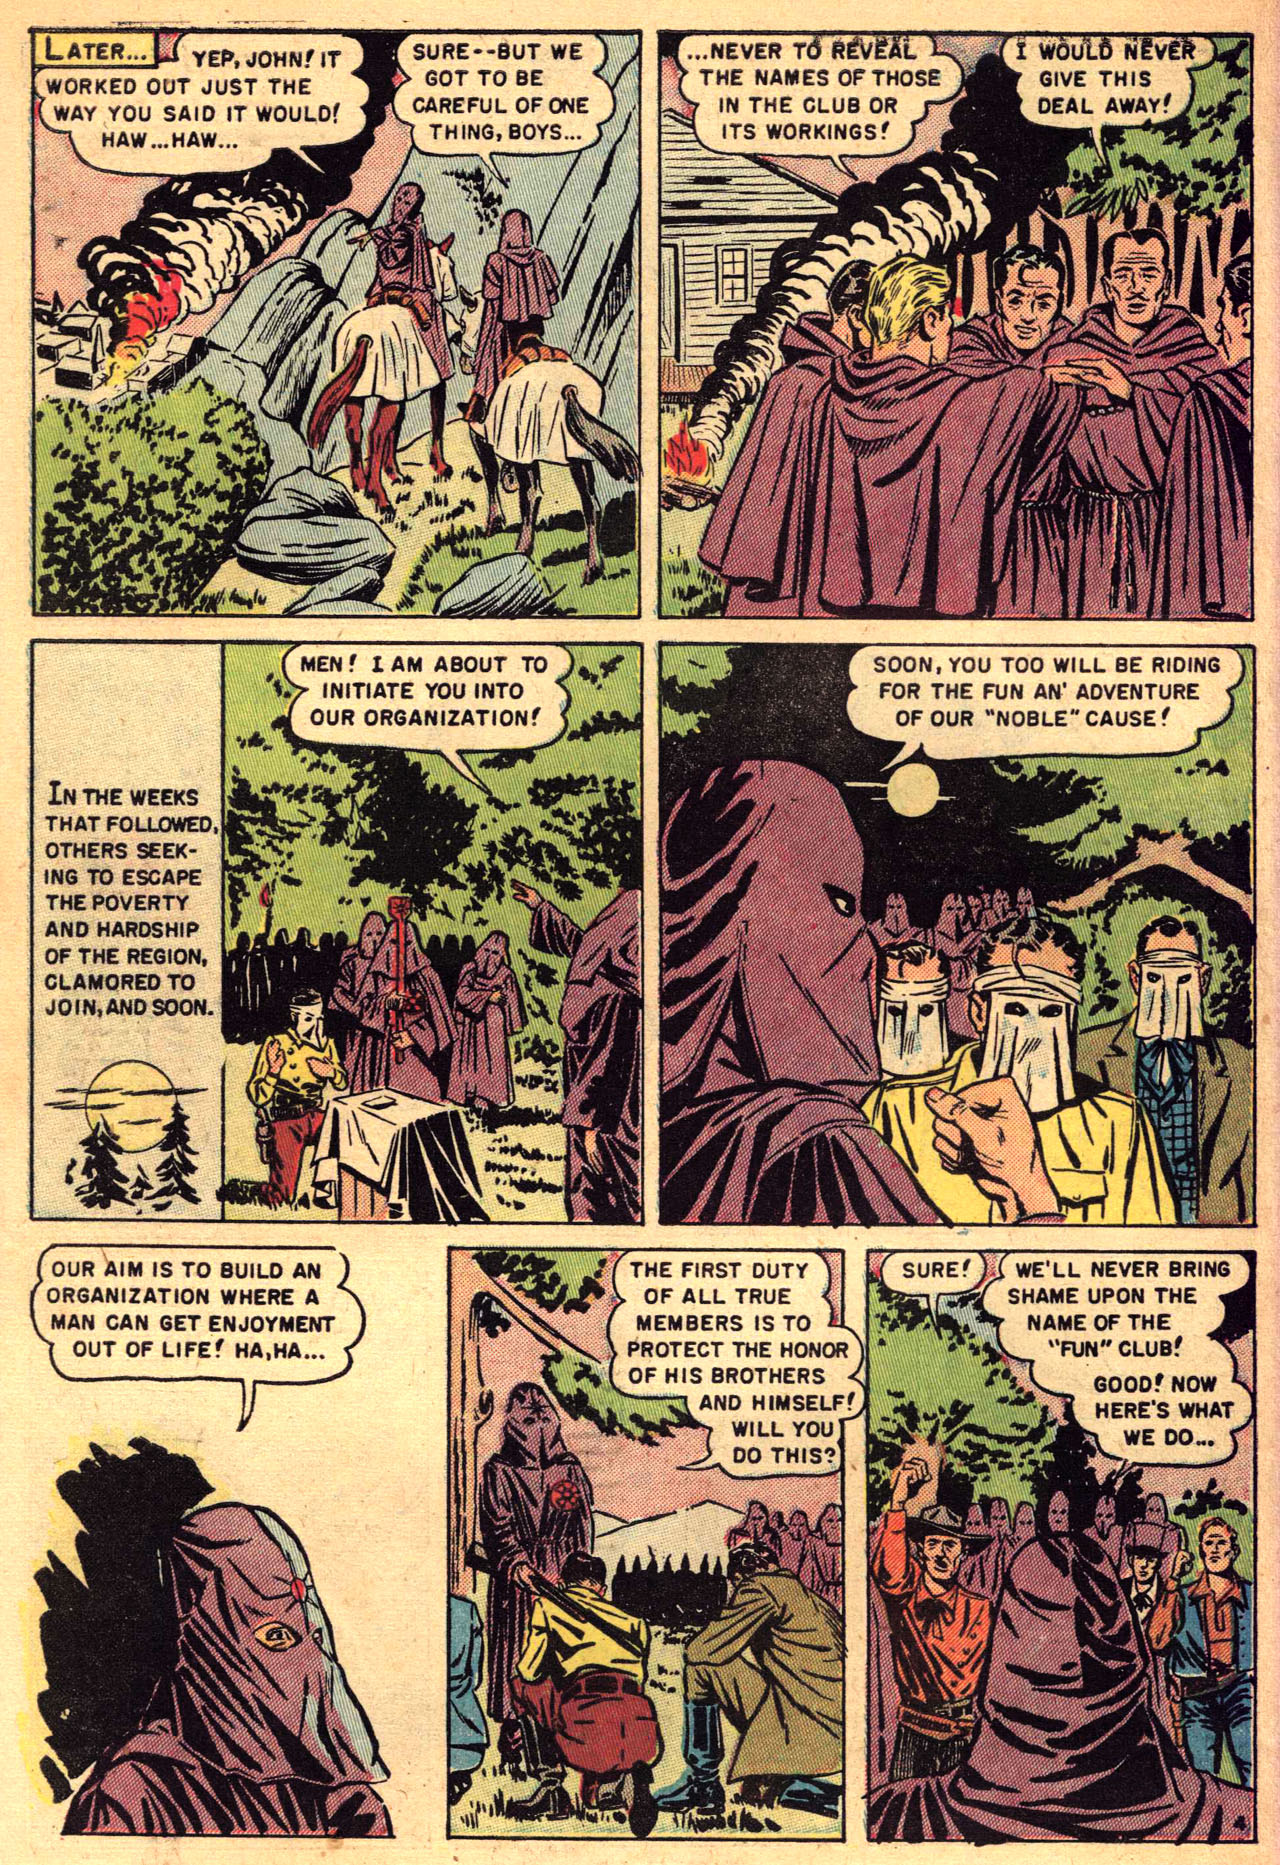 LATER...
YEP, JOHN! IT
WORKED OUT JUST THE
WAY YOU SAID IT WOULD!
HAW...HAW...
SURE--BUT WE
GOT TO BE
CAREFUL OF ONE
THING, BOYS...
...NEVER TO REVEAL
THE NAMES OF THOSE
IN THE CLUB OR
ITS WORKINGS!
I WOULD NEVER
GIVE THIS
DEAL AWAY!
IN THE WEEKS
THAT FOLLOWED,
OTHERS SEEK-
ING TO ESCAPE
THE POVERTY
AND HARDSHIP
OF THE REGION,
CLAMORED TO
JOIN, AND SOON.
MEN! I AM ABOUT TO
INITIATE YOU INTO
OUR ORGANIZATION!
SOON, YOU TOO WILL BE RIDING
FOR THE FUN AN' ADVENTURE
OF OUR "NOBLE" CAUSE!
OUR AIM IS TO BUILD AN
ORGANIZATION WHERE A
MAN CAN GET ENJOYMENT
OUT OF LIFE! HA,HA...
THE FIRST DUTY
OF ALL TRUE
MEMBERS IS TO
PROTECT THE HONOR
OF HIS BROTHERS
AND HIMSELF!
WILL YOU
DO THIS?
SURE!
WE'LL NEVER BRING
SHAME UPON THE
NAME OF THE
"FUN" CLUB!
GOOD! NOW
HERE'S WHAT
WE DO...
4